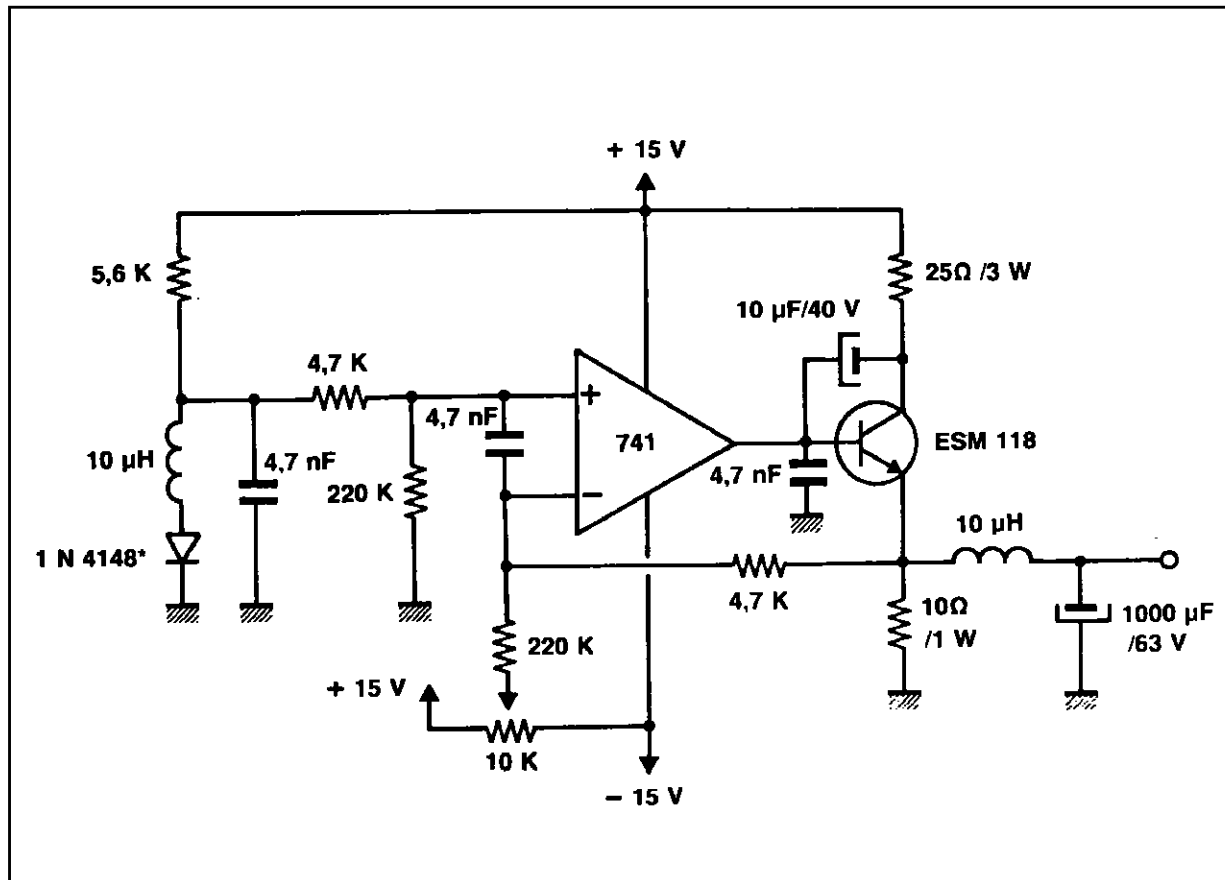 + 15 V
5,6 K
25Ω /3 W
10 µF/40 V
4,7 K
4,7 nF
+
741
ESM 118
10 µH
4,7 nF
220 K
4,7 nF
−
10 µH
1 N 4148*
4,7 K
10Ω
/1 W
1000 µF
/63 V
220 K
+ 15 V
10 K
− 15 V